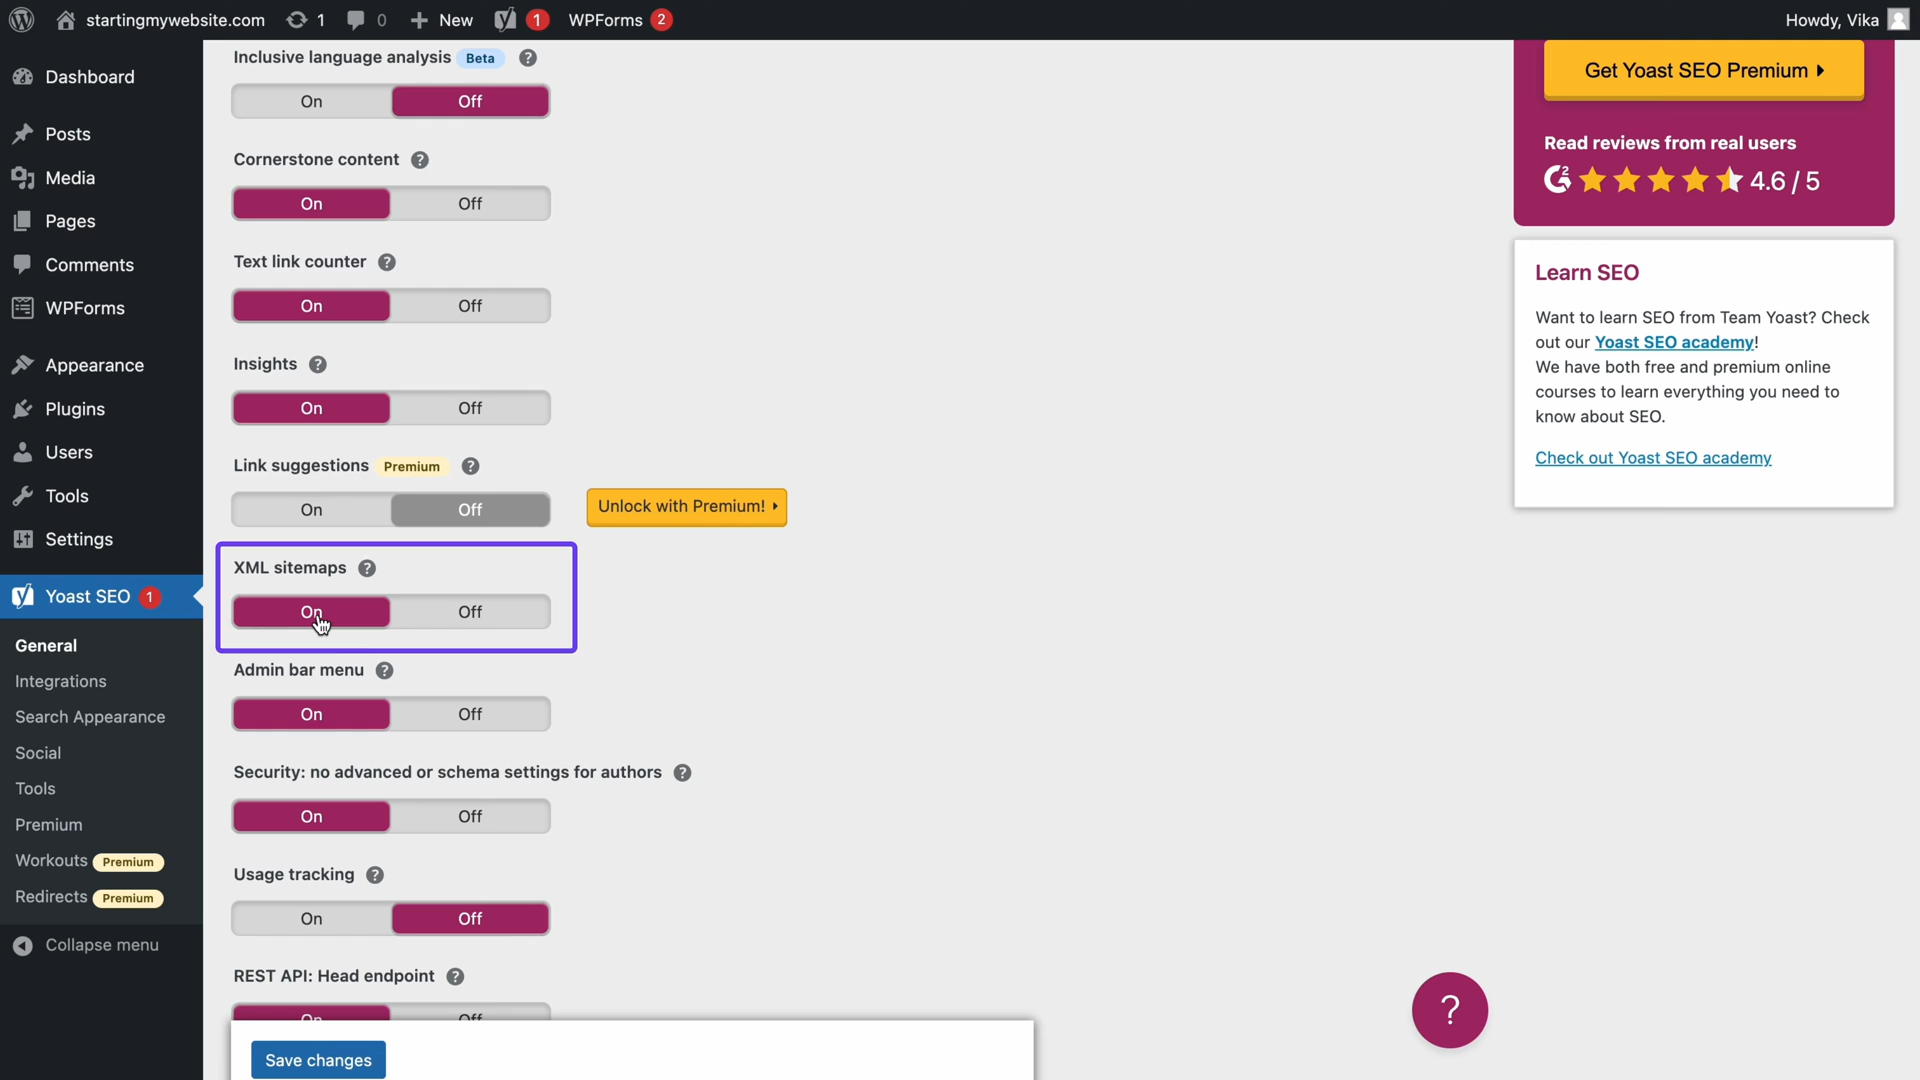 startingmywebsite.com 1 0 New 1 WPForms 2 Howdy, Vika
Dashboard
Posts
Media
Pages
Comments
WPForms
Appearance
Plugins
Users
Tools
Settings
Yoast SEO 1
General
Integrations
Search Appearance
Social
Tools
Premium
Workouts Premium
Redirects Premium
Collapse menu
Inclusive language analysis Beta ?
On Off
Cornerstone content ?
On Off
Text link counter ?
On Off
Insights ?
On Off
Link suggestions Premium ?
On Off Unlock with Premium!
XML sitemaps ?
On Off
Admin bar menu ?
On Off
Security: no advanced or schema settings for authors ?
On Off
Usage tracking ?
On Off
REST API: Head endpoint ?
On Off
Save changes
Get Yoast SEO Premium
Read reviews from real users
G2 4.6 / 5
Learn SEO
Want to learn SEO from Team Yoast? Check
out our Yoast SEO academy!
We have both free and premium online
courses to learn everything you need to
know about SEO.
Check out Yoast SEO academy
?